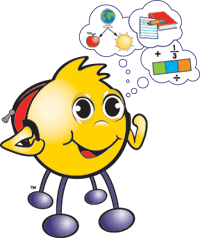 + 1/3
÷
™